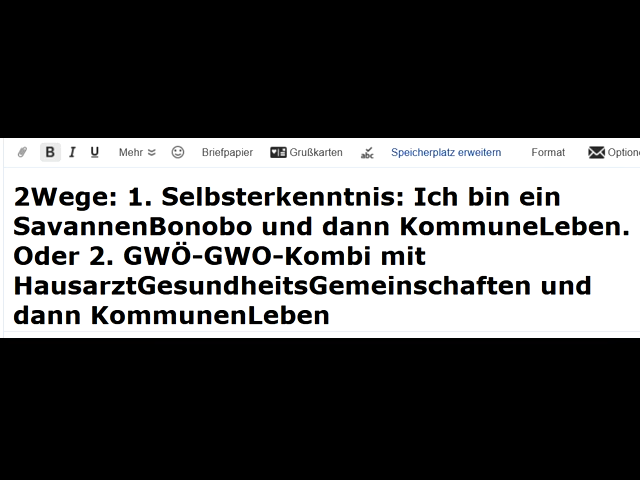 B I U Mehr Briefpapier Grußkarten abc Speicherplatz erweitern Format
2Wege: 1. Selbsterkenntnis: Ich bin ein
SavannenBonobo und dann KommuneLeben.
Oder 2. GWÖ-GWO-Kombi mit
HausarztGesundheitsGemeinschaften und
dann KommunenLeben